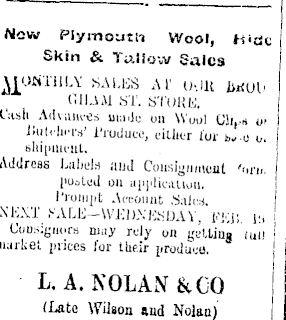 New Plymouth Wool, Hide
Skin & Tallow Sales
MONTHLY SALES AT OUR BROU
GHAM ST. STORE.
Cash Advances made on Wool Clips or
Butchers' Produce, either for sale or
shipment.
Address Labels and Consignment form
posted on application.
Prompt Account Sales.
NEXT SALE—WEDNESDAY, FEB. 15
Consignors may rely on getting full
market prices for their produce.
L. A. NOLAN & CO
(Late Wilson and Nolan)